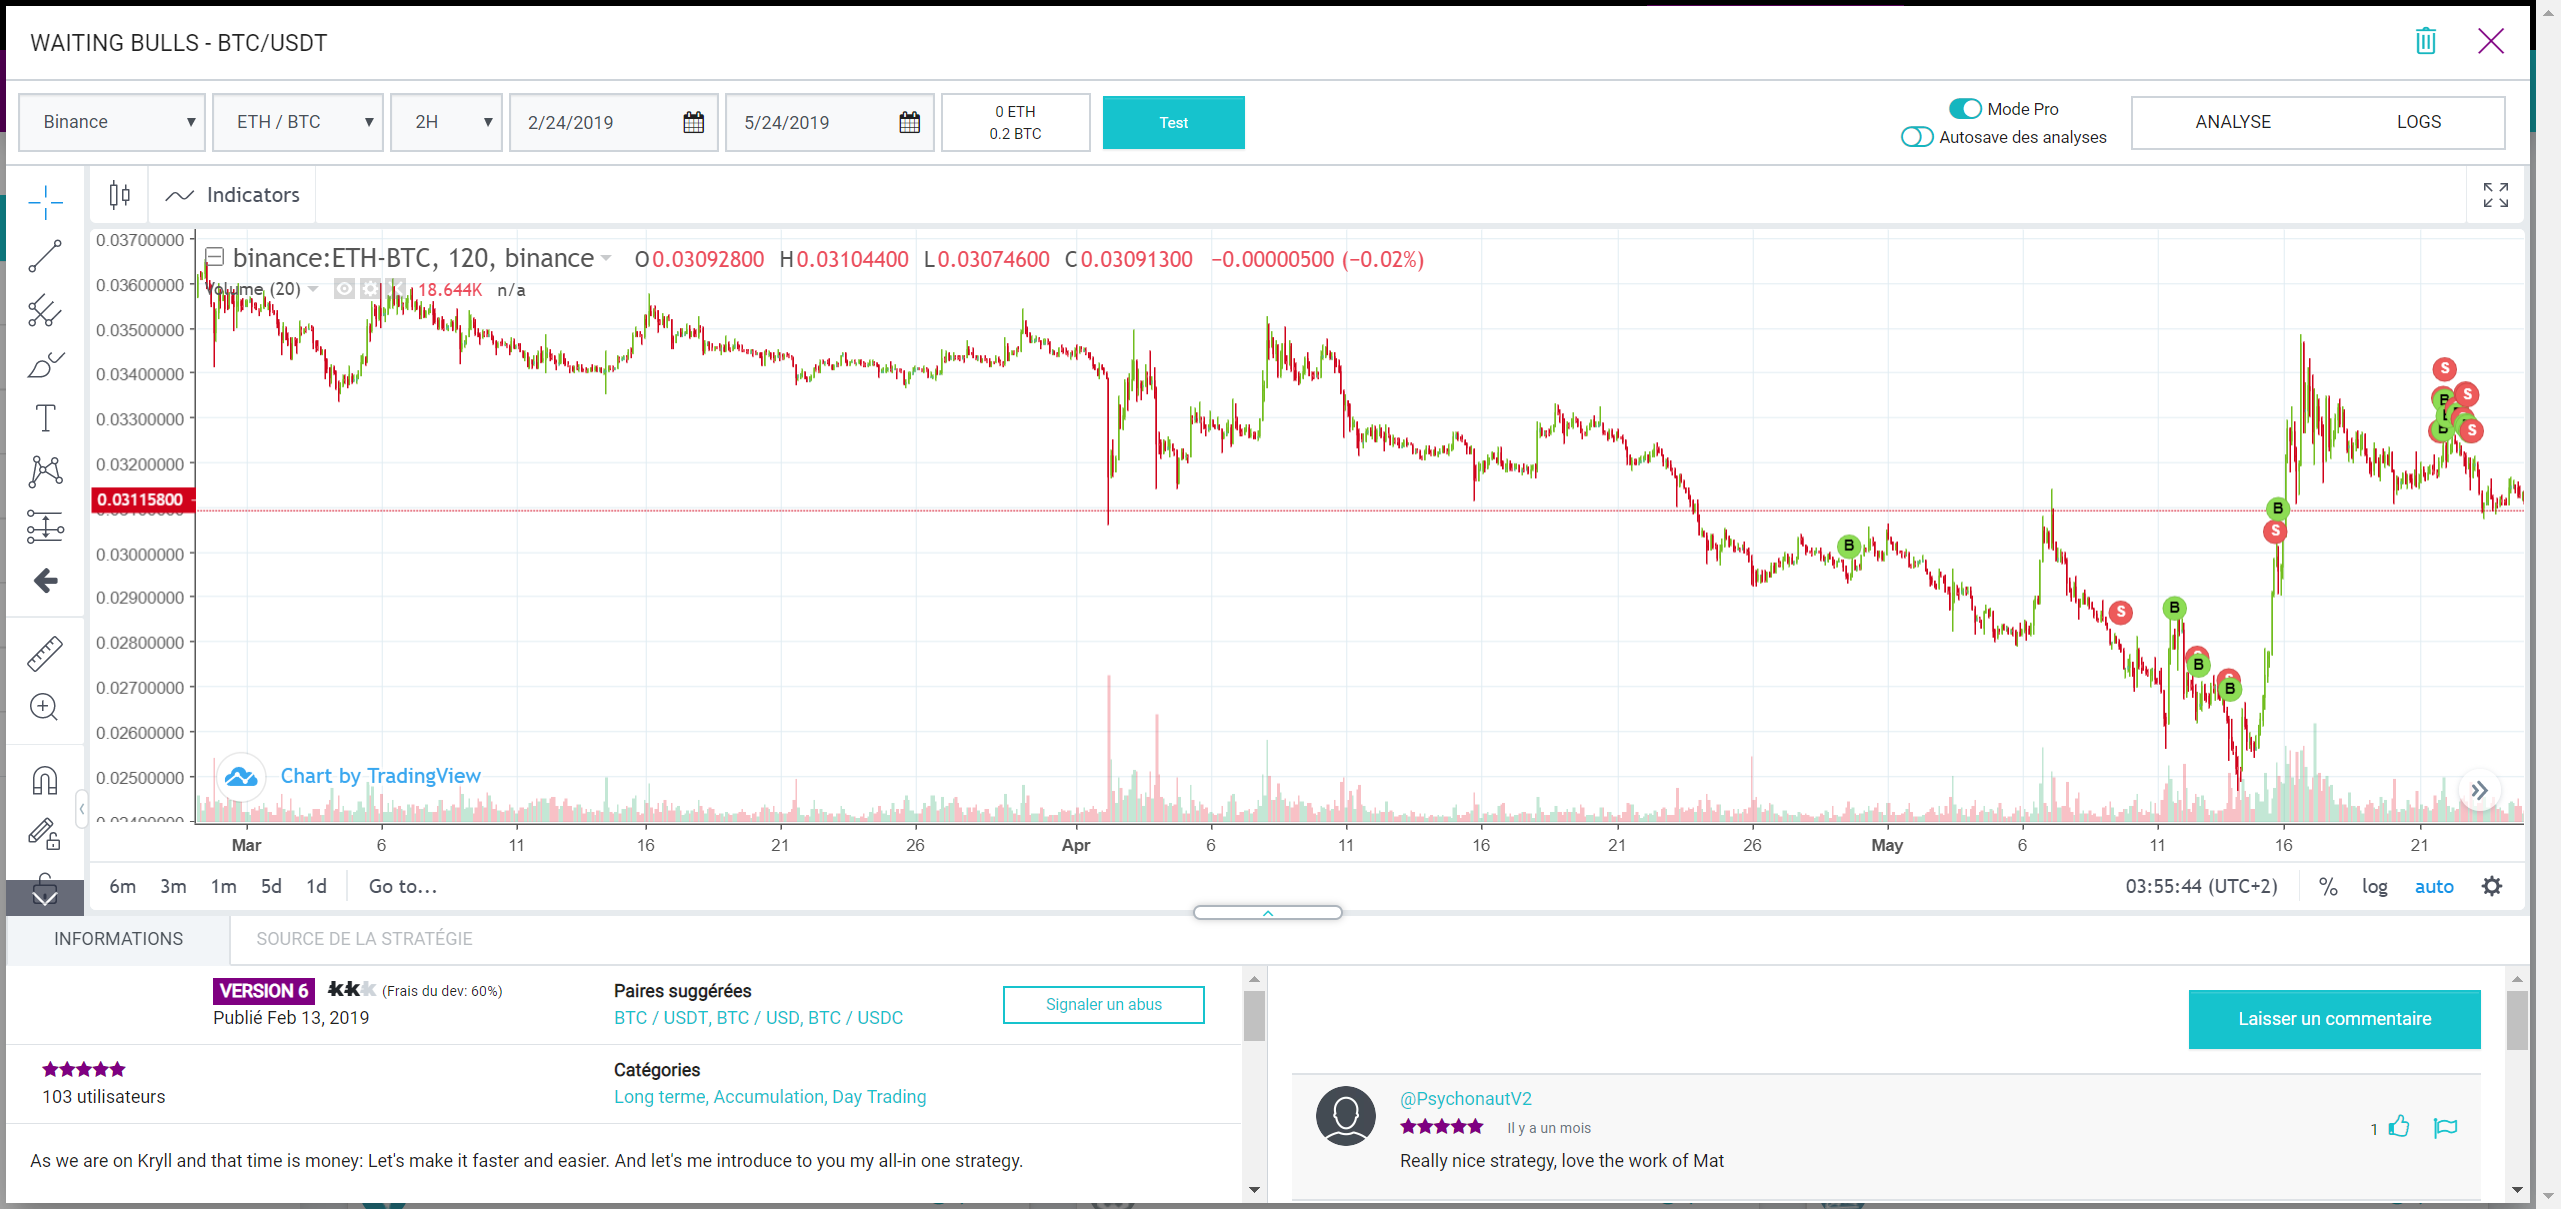 WAITING BULLS - BTC/USDT
Binance ETH / BTC 2H 2/24/2019 5/24/2019 0 ETH
0.2 BTC
Test
Mode Pro
Autosave des analyses
ANALYSE LOGS
Indicators
binance:ETH-BTC, 120, binance O0.03092800 H0.03104400 L0.03074600 C0.03091300 −0.00000500 (−0.02%)
Volume (20) 18.644K n/a
0.03700000
0.03600000
0.03500000
0.03400000
0.03300000
0.03200000
0.03115800
0.03000000
0.02900000
0.02800000
0.02700000
0.02600000
0.02500000
S
B
S
B
S
B
S
B
B
S
S
B
B
B
Chart by TradingView
Mar 6 11 16 21 26 Apr 6 11 16 21 26 May 6 11 16 21
6m 3m 1m 5d 1d Go to... 03:55:44 (UTC+2) % log auto
INFORMATIONS SOURCE DE LA STRATÉGIE
VERSION 6 (Frais du dev: 60%)
Publié Feb 13, 2019
Paires suggérées
BTC / USDT, BTC / USD, BTC / USDC
Signaler un abus
103 utilisateurs
Catégories
Long terme, Accumulation, Day Trading
As we are on Kryll and that time is money: Let's make it faster and easier. And let's me introduce to you my all-in one strategy.
Laisser un commentaire
@PsychonautV2
Il y a un mois
1
Really nice strategy, love the work of Mat